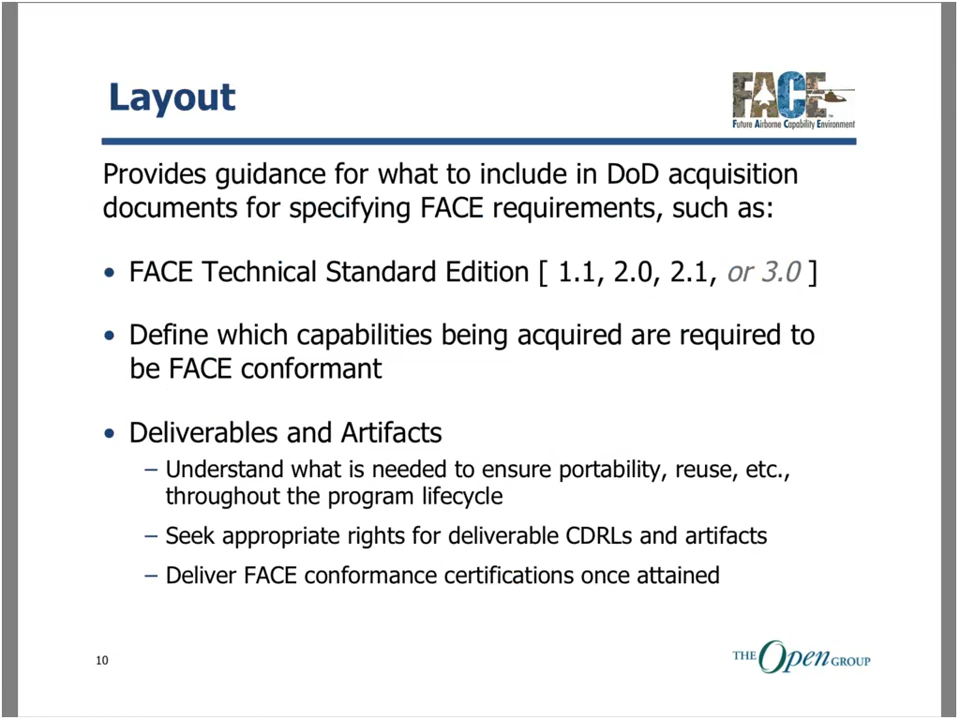 Layout
FACE™
Future Airborne Capability Environment
Provides guidance for what to include in DoD acquisition
documents for specifying FACE requirements, such as:
• FACE Technical Standard Edition [ 1.1, 2.0, 2.1, or 3.0 ]
• Define which capabilities being acquired are required to
be FACE conformant
• Deliverables and Artifacts
– Understand what is needed to ensure portability, reuse, etc.,
throughout the program lifecycle
– Seek appropriate rights for deliverable CDRLs and artifacts
– Deliver FACE conformance certifications once attained
10
THE Open GROUP